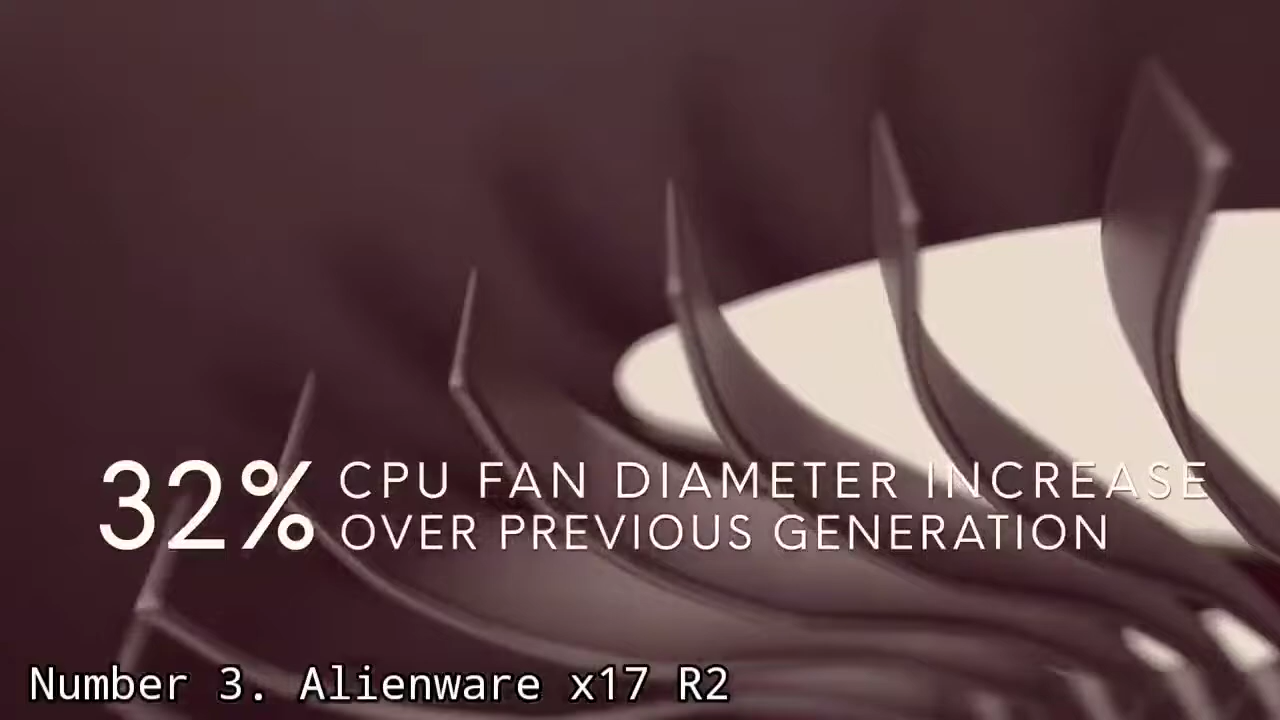 32% CPU FAN DIAMETER INCREASE
OVER PREVIOUS GENERATION
Number 3. Alienware x17 R2